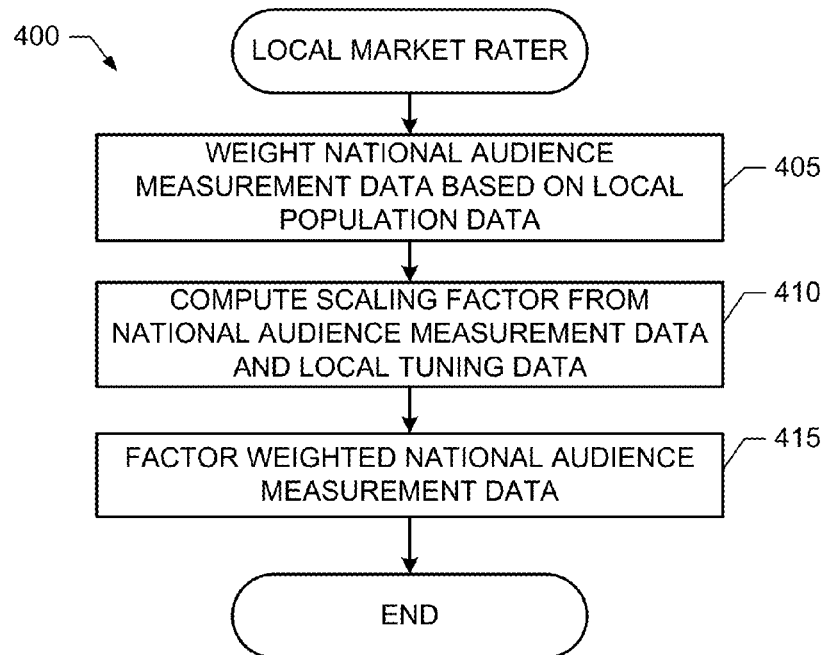 400
LOCAL MARKET RATER
WEIGHT NATIONAL AUDIENCE
MEASUREMENT DATA BASED ON LOCAL
POPULATION DATA
405
COMPUTE SCALING FACTOR FROM
NATIONAL AUDIENCE MEASUREMENT DATA
AND LOCAL TUNING DATA
410
FACTOR WEIGHTED NATIONAL AUDIENCE
MEASUREMENT DATA
415
END